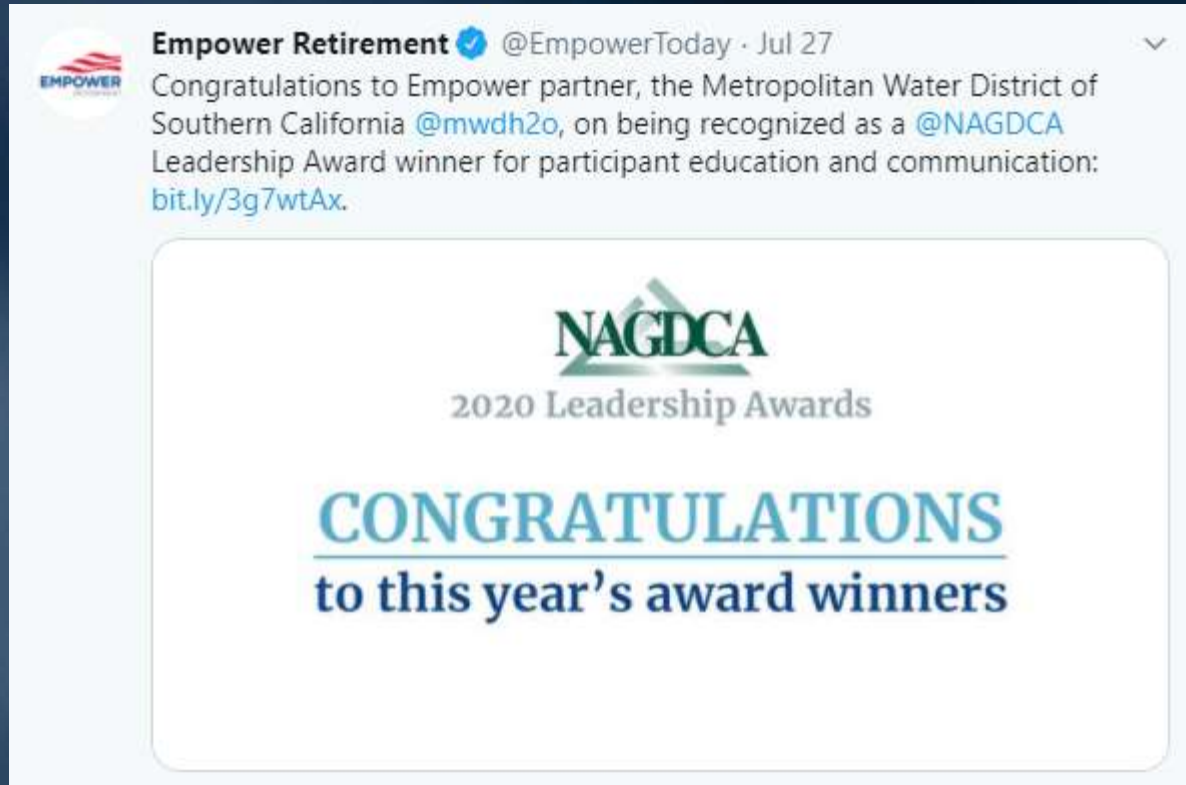 Empower Retirement @EmpowerToday · Jul 27
EMPOWER
Congratulations to Empower partner, the Metropolitan Water District of
Southern California @mwdh2o, on being recognized as a @NAGDCA
Leadership Award winner for participant education and communication:
bit.ly/3g7wtAx.
NAGDCA
2020 Leadership Awards
CONGRATULATIONS
to this year's award winners